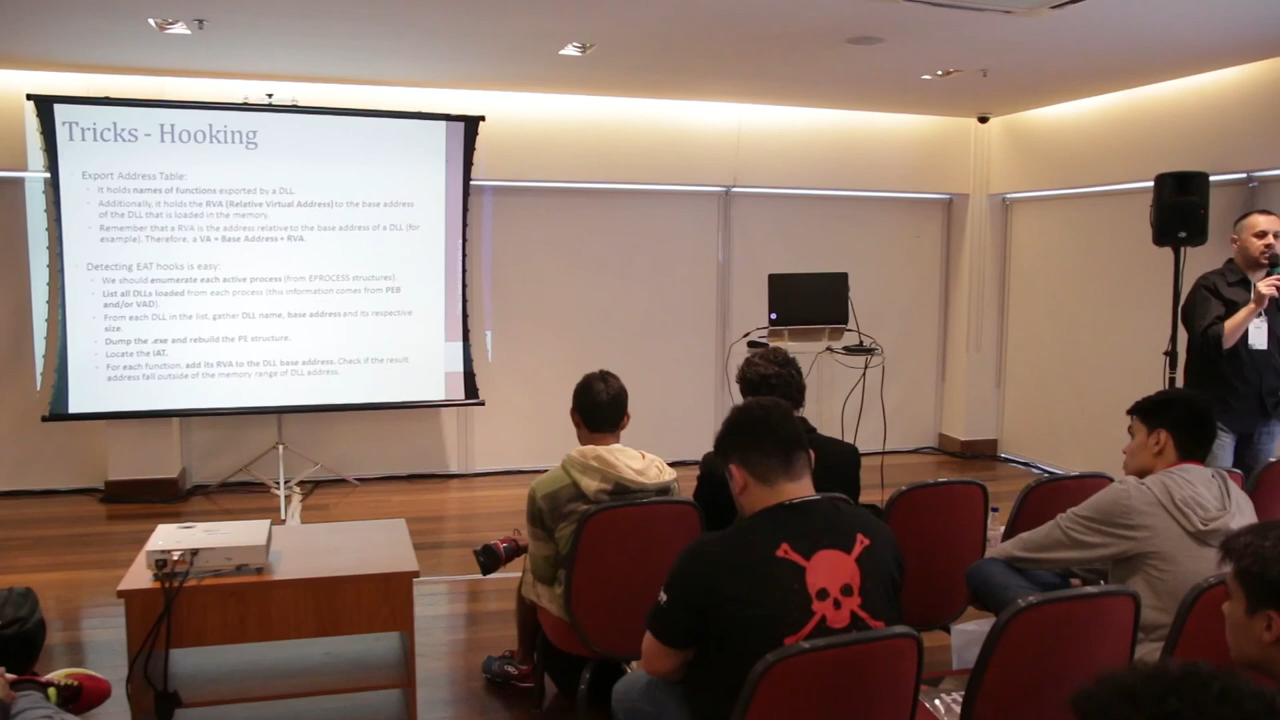 Tricks - Hooking
Export Address Table:
It holds names of functions exported by a DLL.
Additionally, it holds the RVA (Relative Virtual Address) to the base address
of the DLL that is loaded in the memory.
Remember that a RVA is the address relative to the base address of a DLL (for
example). Therefore, a VA = Base Address + RVA.
Detecting EAT hooks is easy:
We should enumerate each active process (from EPROCESS structures).
List all DLLs loaded from each process (this information comes from PEB
and/or VAD).
From each DLL in the list, gather DLL name, base address and its respective
size.
Dump the .exe and rebuild the PE structure.
Locate the IAT.
For each function, add its RVA to the DLL base address. Check if the result
address fall outside of the memory range of DLL address.